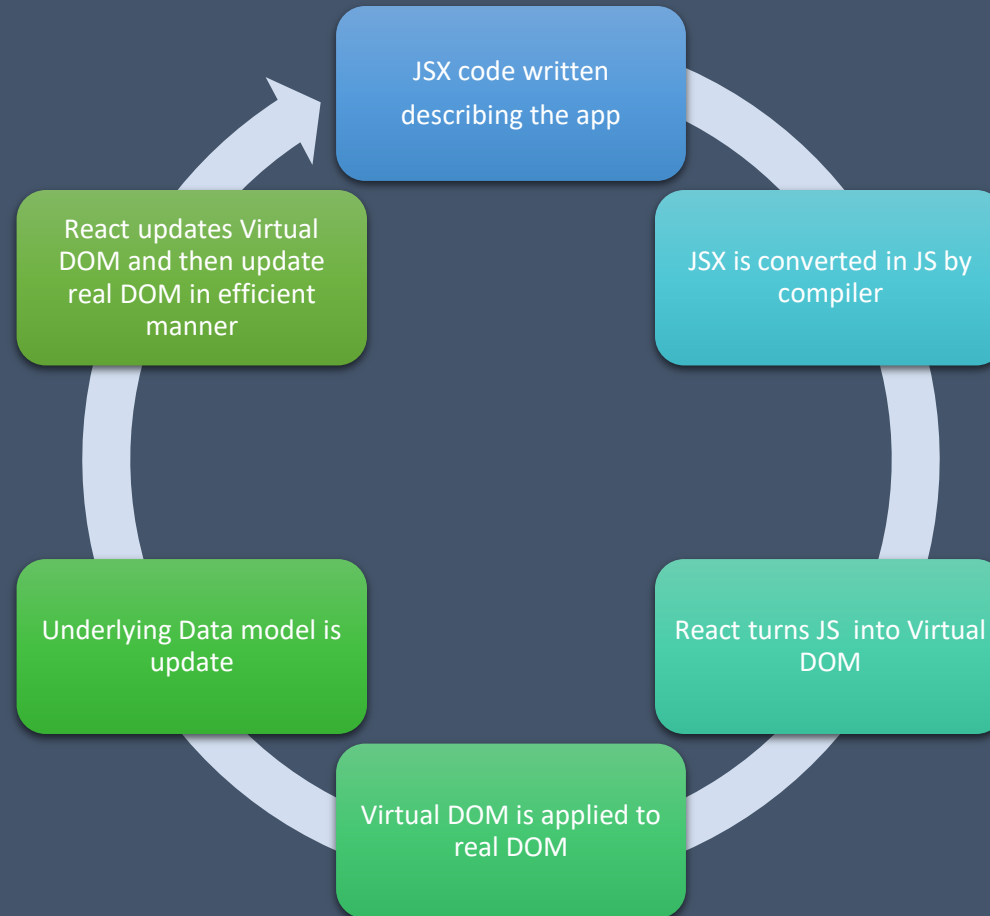 JSX code written
describing the app
JSX is converted in JS by
compiler
React turns JS into Virtual
DOM
Virtual DOM is applied to
real DOM
Underlying Data model is
update
React updates Virtual
DOM and then update
real DOM in efficient
manner